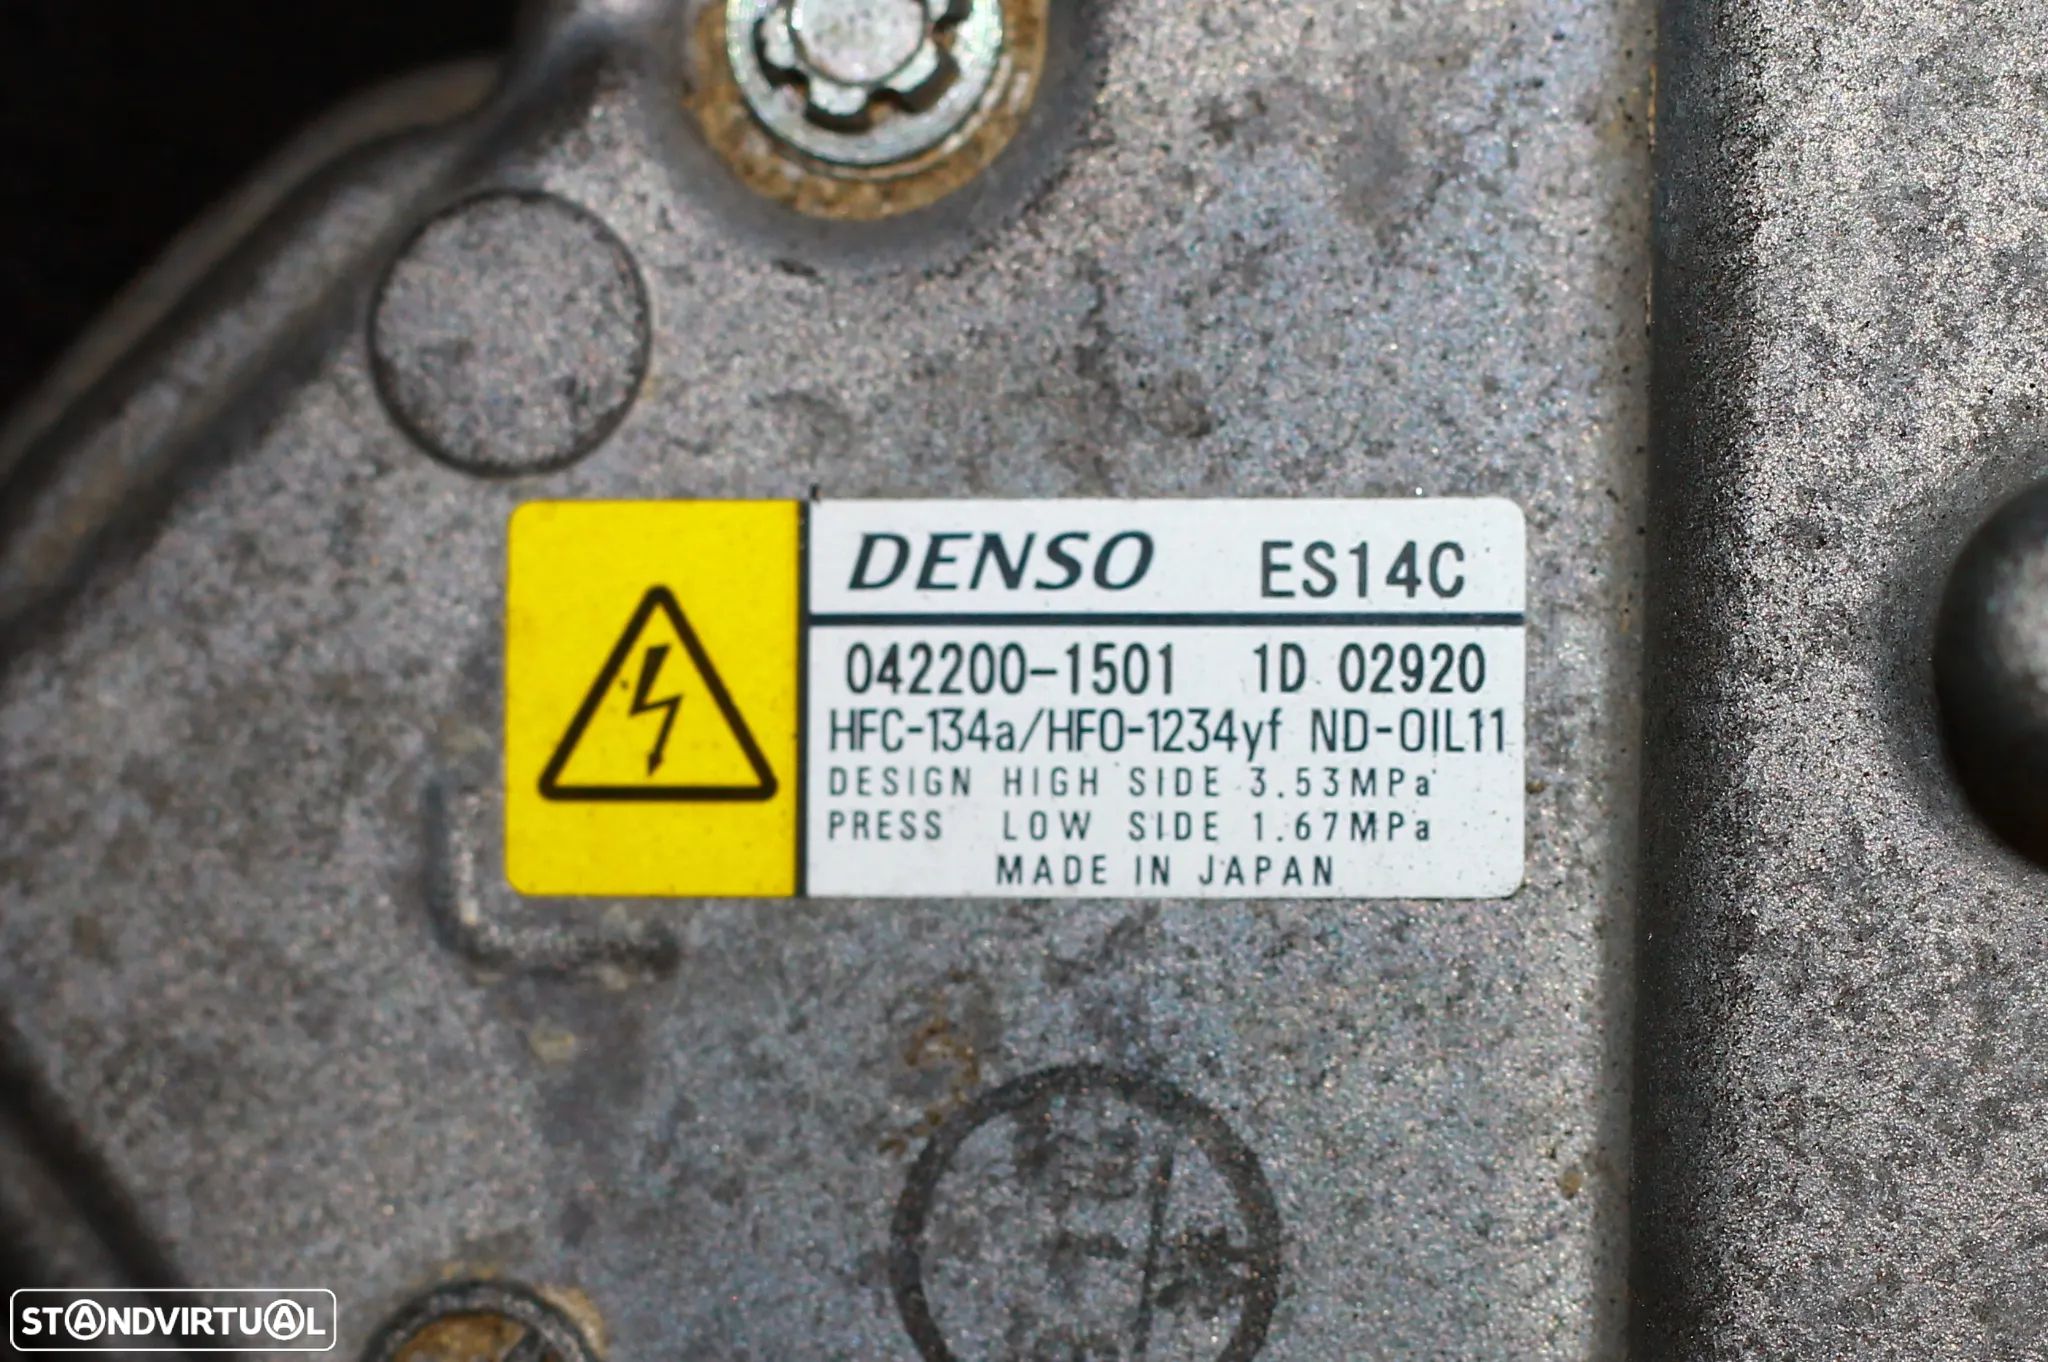 DENSO ES14C
042200-1501 1D 02920
HFC-134a/HFO-1234yf ND-OIL11
DESIGN HIGH SIDE 3.53MPa
PRESS LOW SIDE 1.67MPa
MADE IN JAPAN
STANDVIRTUAL